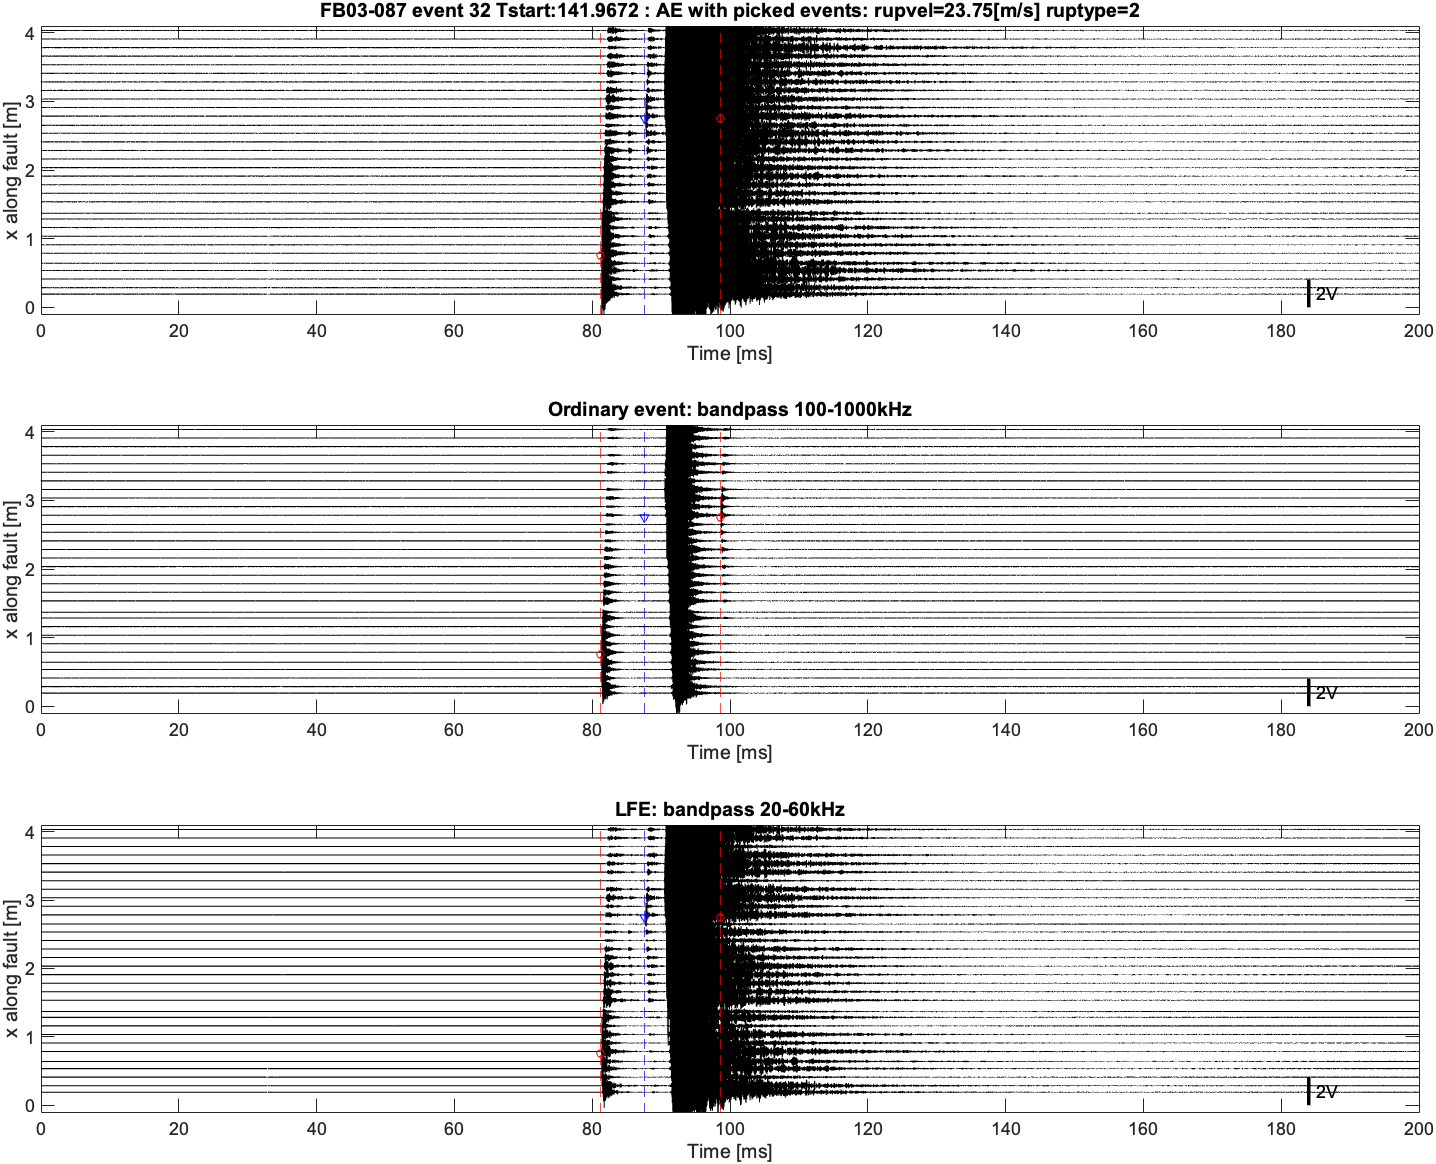 FB03-087 event 32 Tstart:141.9672 : AE with picked events: rupvel=23.75[m/s] ruptype=2
4
3
2
1
0
x along fault [m]
2V
0 20 40 60 80 100 120 140 160 180 200
Time [ms]
Ordinary event: bandpass 100-1000kHz
4
3
2
1
0
x along fault [m]
2V
0 20 40 60 80 100 120 140 160 180 200
Time [ms]
LFE: bandpass 20-60kHz
4
3
2
1
0
x along fault [m]
2V
0 20 40 60 80 100 120 140 160 180 200
Time [ms]